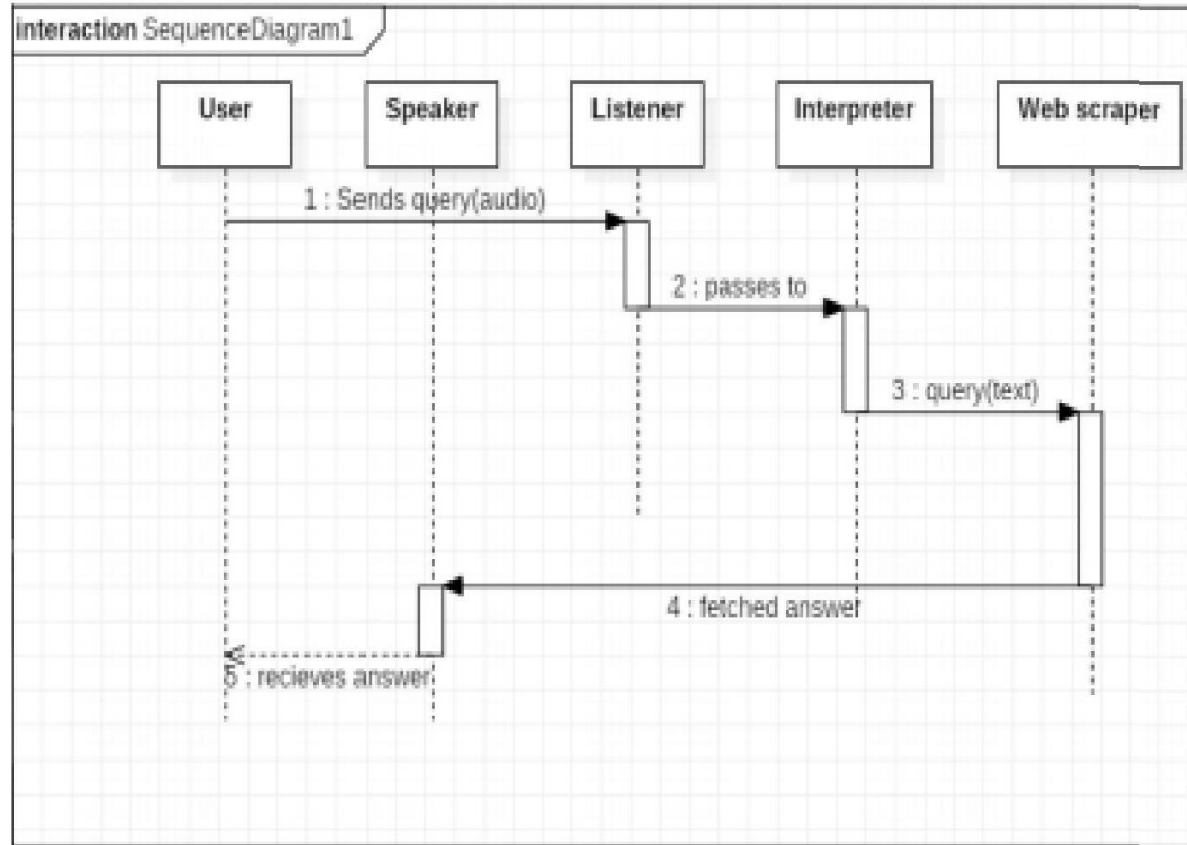 interaction SequenceDiagram1
User
Speaker
Listener
Interpreter
Web scraper
1 : Sends query(audio)
2 : passes to
3 : query(text)
4 : fetched answer
5 : recieves answer